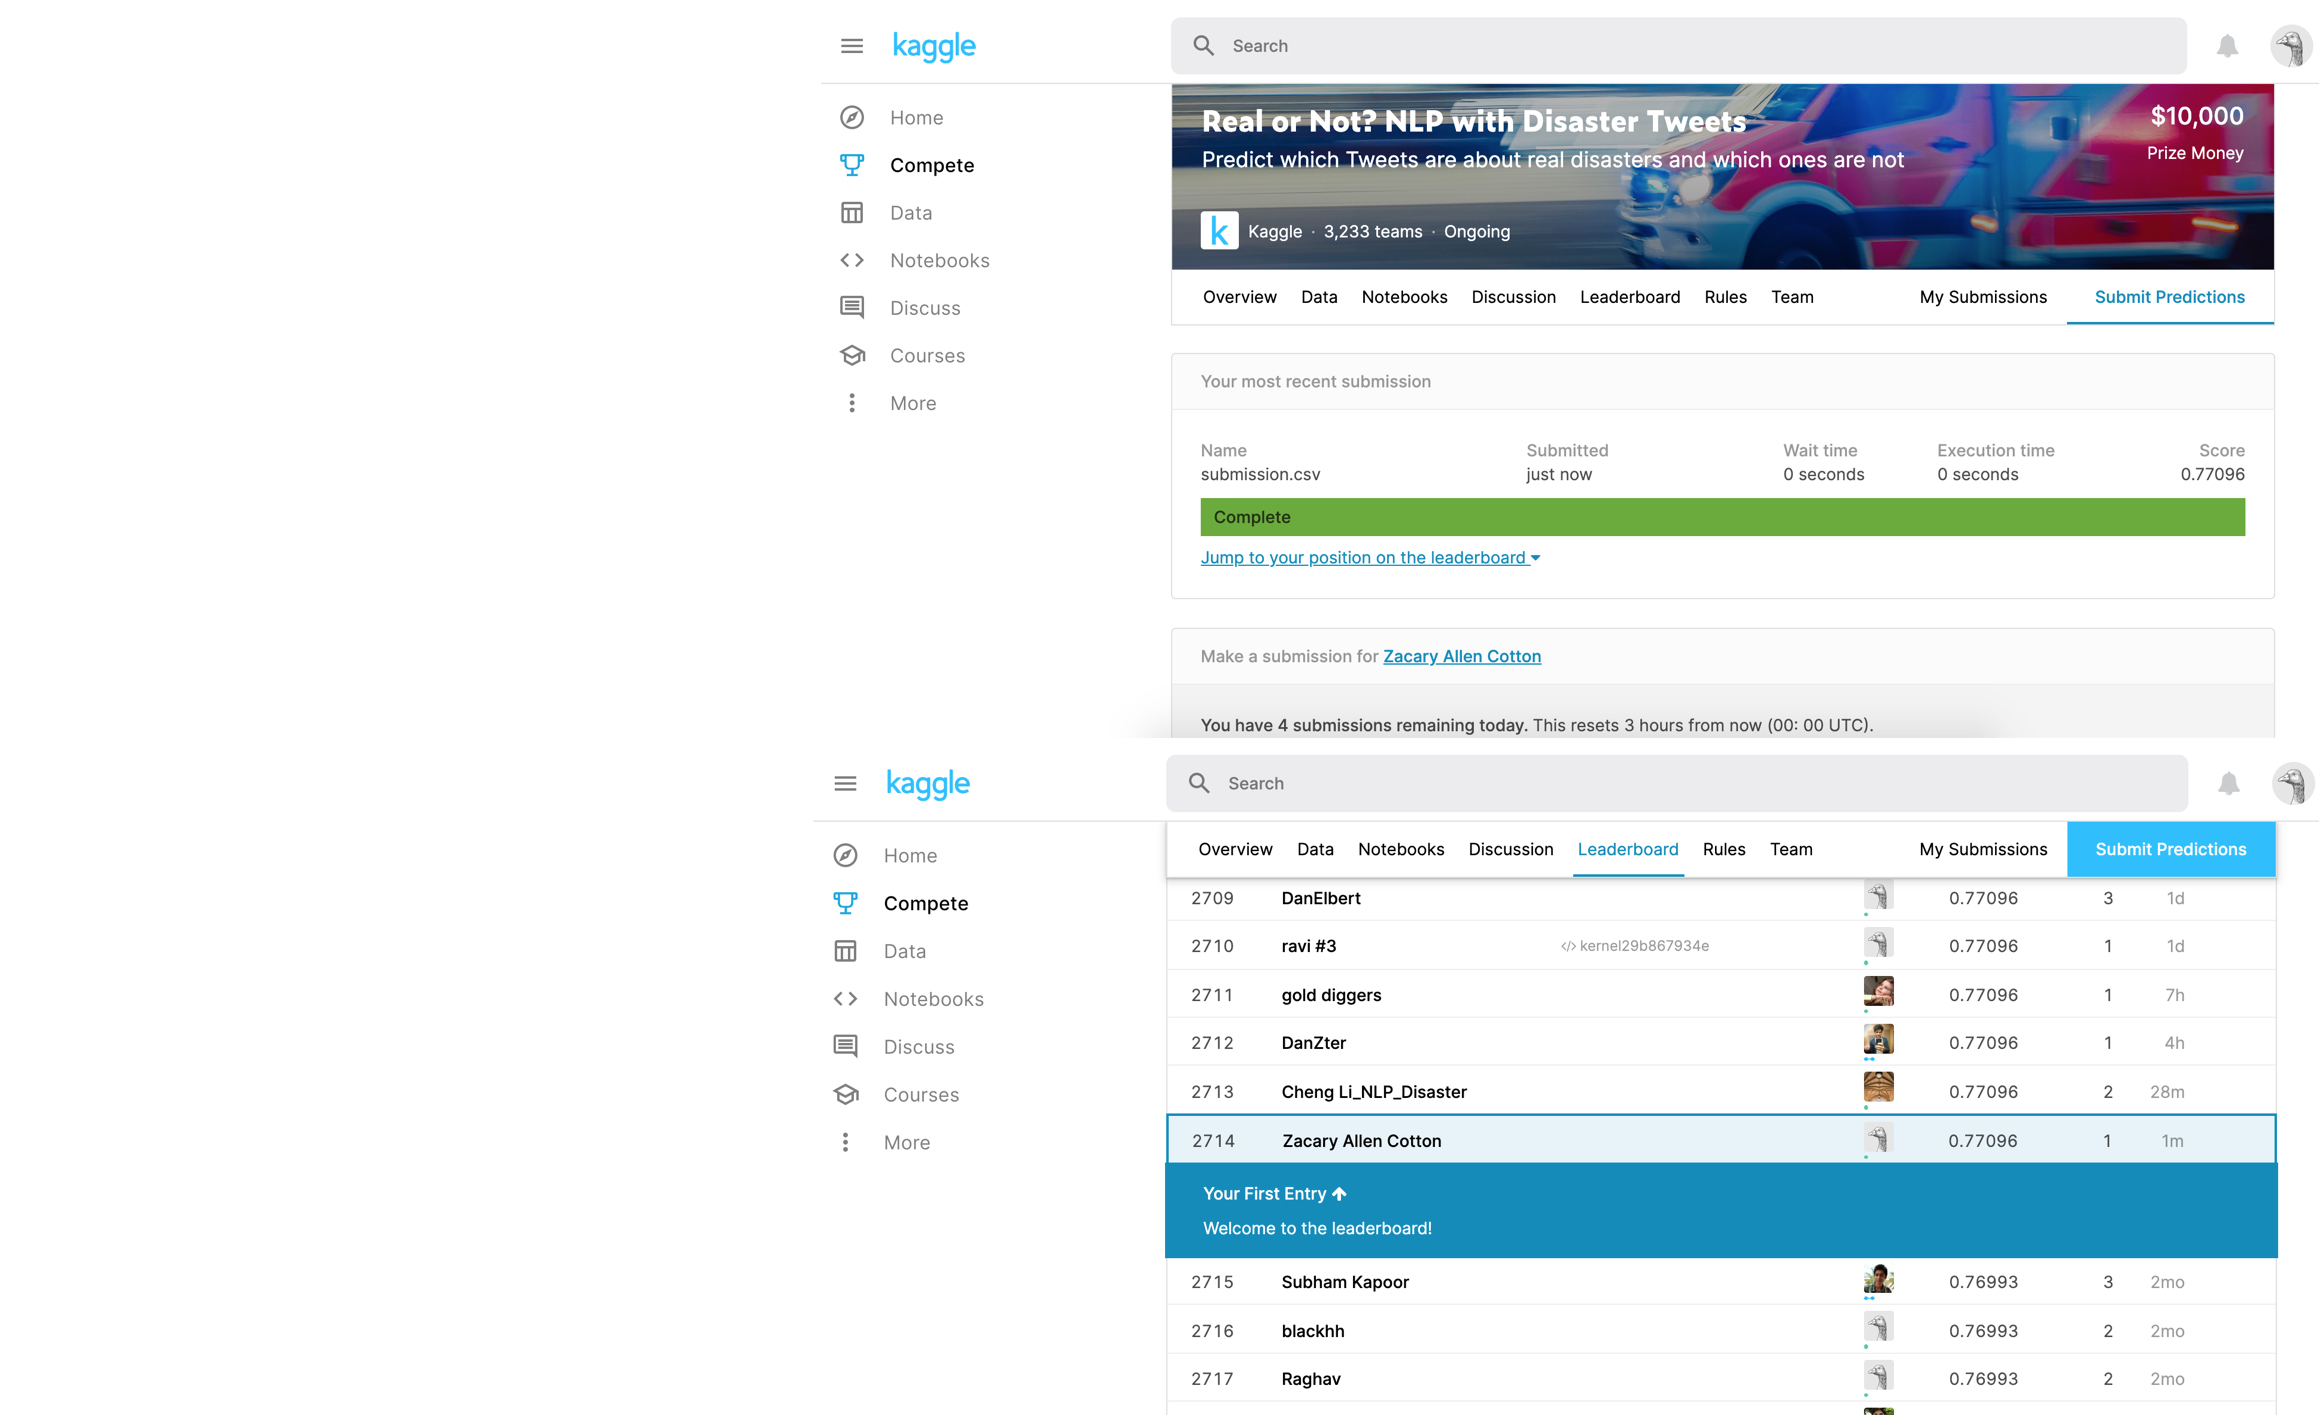 kaggle
Search
Home
Compete
Data
Notebooks
Discuss
Courses
More
Real or Not? NLP with Disaster Tweets
Predict which Tweets are about real disasters and which ones are not
$10,000
Prize Money
k Kaggle · 3,233 teams · Ongoing
Overview Data Notebooks Discussion Leaderboard Rules Team My Submissions Submit Predictions
Your most recent submission
Name Submitted Wait time Execution time Score
submission.csv just now 0 seconds 0 seconds 0.77096
Complete
Jump to your position on the leaderboard
Make a submission for Zacary Allen Cotton
You have 4 submissions remaining today. This resets 3 hours from now (00: 00 UTC).
kaggle
Search
Home
Compete
Data
Notebooks
Discuss
Courses
More
Overview Data Notebooks Discussion Leaderboard Rules Team My Submissions Submit Predictions
2709 DanElbert 0.77096 3 1d
2710 ravi #3 </> kernel29b867934e 0.77096 1 1d
2711 gold diggers 0.77096 1 7h
2712 DanZter 0.77096 1 4h
2713 Cheng Li_NLP_Disaster 0.77096 2 28m
2714 Zacary Allen Cotton 0.77096 1 1m
Your First Entry
Welcome to the leaderboard!
2715 Subham Kapoor 0.76993 3 2mo
2716 blackhh 0.76993 2 2mo
2717 Raghav 0.76993 2 2mo